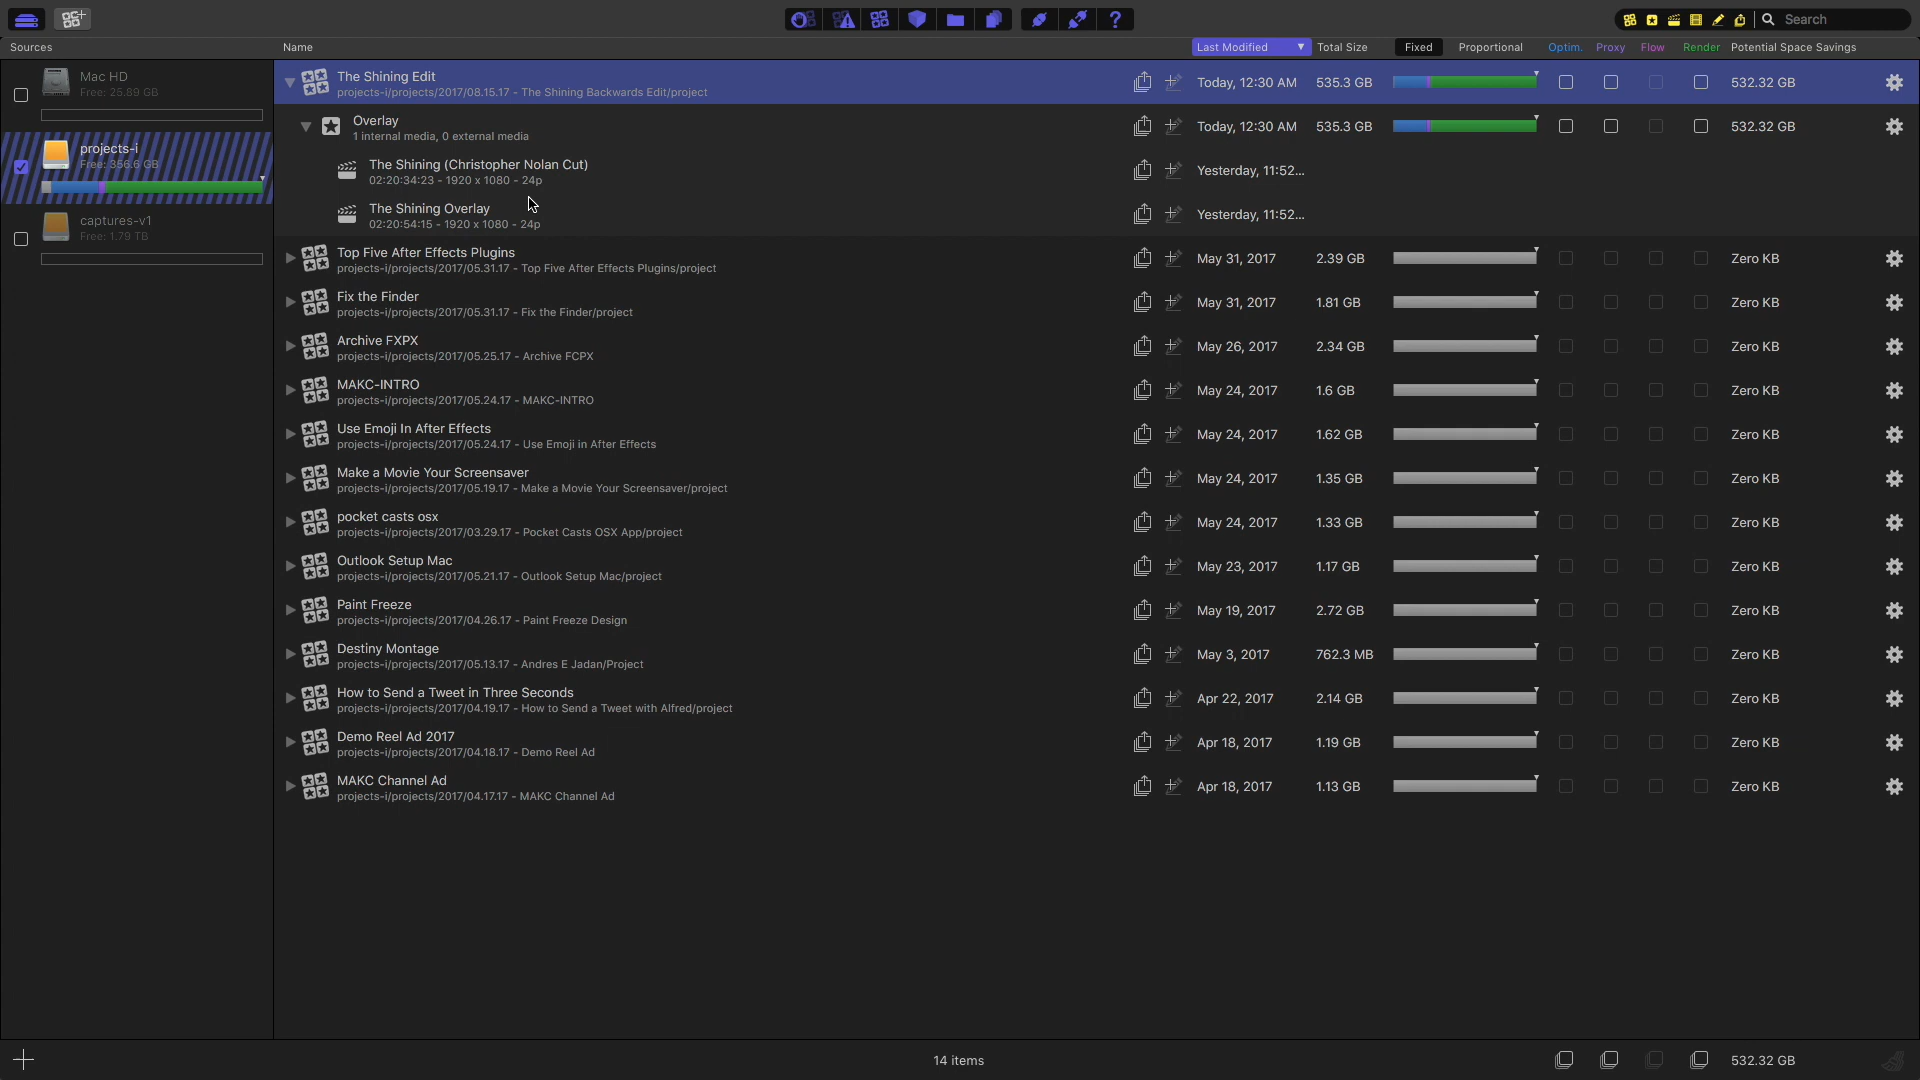 Search
Sources
Name
Last Modified
Total Size
Fixed
Proportional
Optim.
Proxy
Flow
Render
Potential Space Savings
Mac HD
Free: 25.89 GB
projects-i
Free: 356.6 GB
captures-v1
Free: 1.79 TB
The Shining Edit
projects-i/projects/2017/08.15.17 - The Shining Backwards Edit/project
Today, 12:30 AM
535.3 GB
532.32 GB
Overlay
1 internal media, 0 external media
Today, 12:30 AM
535.3 GB
532.32 GB
The Shining (Christopher Nolan Cut)
02:20:34:23 - 1920 x 1080 - 24p
Yesterday, 11:52...
The Shining Overlay
02:20:54:15 - 1920 x 1080 - 24p
Yesterday, 11:52...
Top Five After Effects Plugins
projects-i/projects/2017/05.31.17 - Top Five After Effects Plugins/project
May 31, 2017
2.39 GB
Zero KB
Fix the Finder
projects-i/projects/2017/05.31.17 - Fix the Finder/project
May 31, 2017
1.81 GB
Zero KB
Archive FXPX
projects-i/projects/2017/05.25.17 - Archive FCPX
May 26, 2017
2.34 GB
Zero KB
MAKC-INTRO
projects-i/projects/2017/05.24.17 - MAKC-INTRO
May 24, 2017
1.6 GB
Zero KB
Use Emoji In After Effects
projects-i/projects/2017/05.24.17 - Use Emoji in After Effects
May 24, 2017
1.62 GB
Zero KB
Make a Movie Your Screensaver
projects-i/projects/2017/05.19.17 - Make a Movie Your Screensaver/project
May 24, 2017
1.35 GB
Zero KB
pocket casts osx
projects-i/projects/2017/03.29.17 - Pocket Casts OSX App/project
May 24, 2017
1.33 GB
Zero KB
Outlook Setup Mac
projects-i/projects/2017/05.21.17 - Outlook Setup Mac/project
May 23, 2017
1.17 GB
Zero KB
Paint Freeze
projects-i/projects/2017/04.26.17 - Paint Freeze Design
May 19, 2017
2.72 GB
Zero KB
Destiny Montage
projects-i/projects/2017/05.13.17 - Andres E Jadan/Project
May 3, 2017
762.3 MB
Zero KB
How to Send a Tweet in Three Seconds
projects-i/projects/2017/04.19.17 - How to Send a Tweet with Alfred/project
Apr 22, 2017
2.14 GB
Zero KB
Demo Reel Ad 2017
projects-i/projects/2017/04.18.17 - Demo Reel Ad
Apr 18, 2017
1.19 GB
Zero KB
MAKC Channel Ad
projects-i/projects/2017/04.17.17 - MAKC Channel Ad
Apr 18, 2017
1.13 GB
Zero KB
14 items
532.32 GB